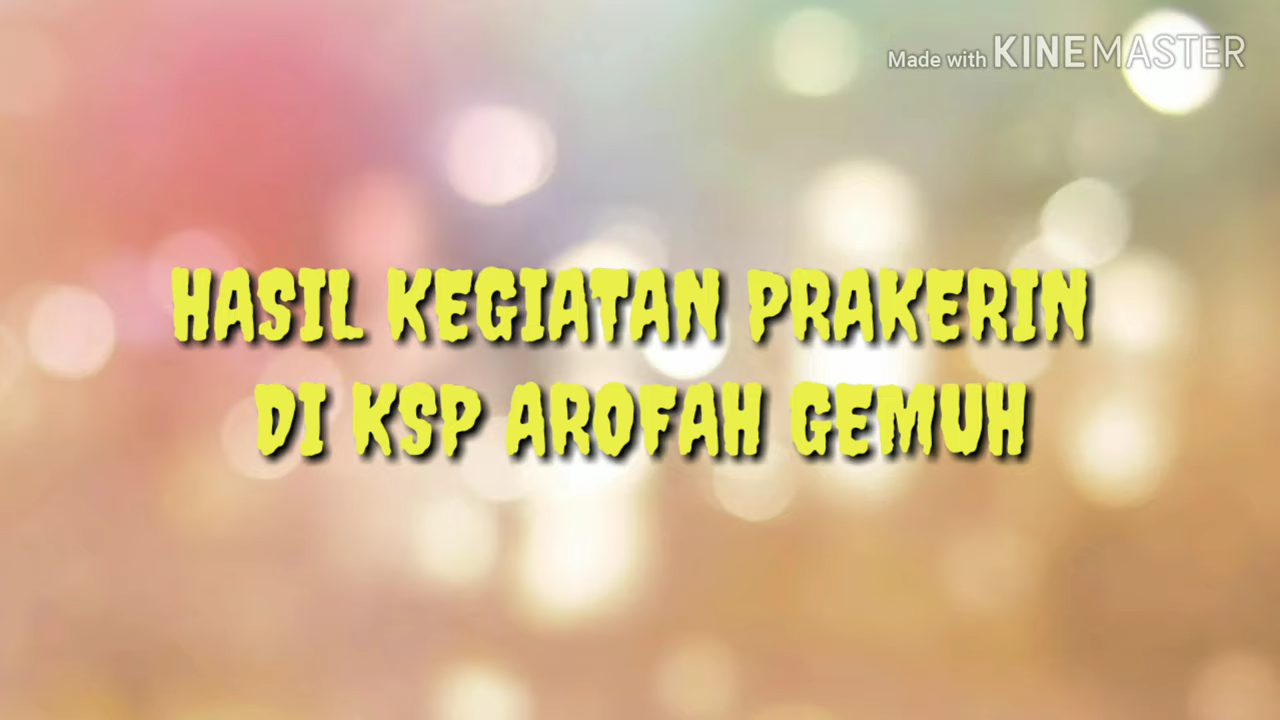 Made with KINEMASTER
HASIL KEGIATAN PRAKERIN
DI KSP AROFAH GEMUH